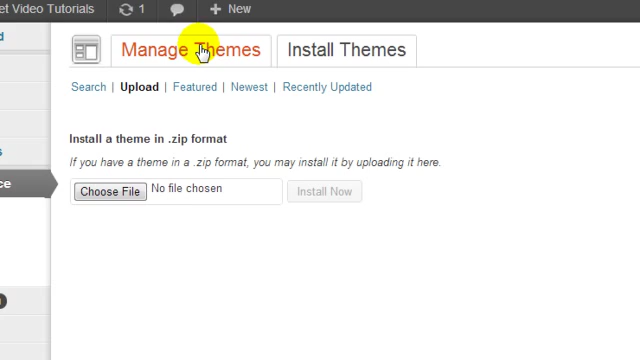 et Video Tutorials 1 + New
d
Manage Themes Install Themes
Search | Upload | Featured | Newest | Recently Updated
Install a theme in .zip format
s
If you have a theme in a .zip format, you may install it by uploading it here.
ce
Choose File No file chosen Install Now